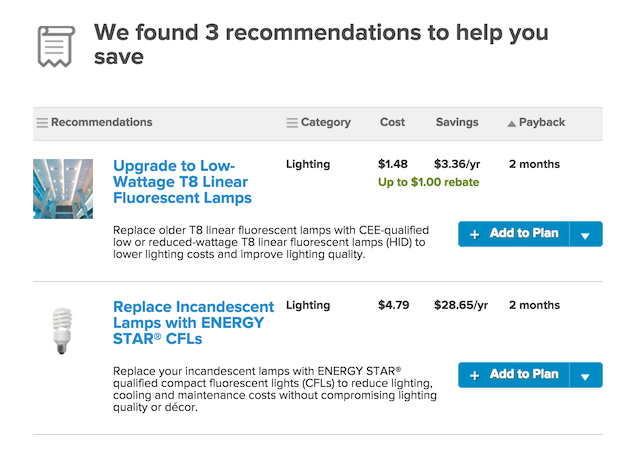 We found 3 recommendations to help you
save
Recommendations Category Cost Savings Payback
Upgrade to Low-
Wattage T8 Linear
Fluorescent Lamps
Lighting $1.48 $3.36/yr 2 months
Up to $1.00 rebate
Replace older T8 linear fluorescent lamps with CEE-qualified
low or reduced-wattage T8 linear fluorescent lamps (HID) to
lower lighting costs and improve lighting quality.
+ Add to Plan
Replace Incandescent
Lamps with ENERGY
STAR® CFLs
Lighting $4.79 $28.65/yr 2 months
Replace your incandescent lamps with ENERGY STAR®
qualified compact fluorescent lights (CFLs) to reduce lighting,
cooling and maintenance costs without compromising lighting
quality or décor.
+ Add to Plan